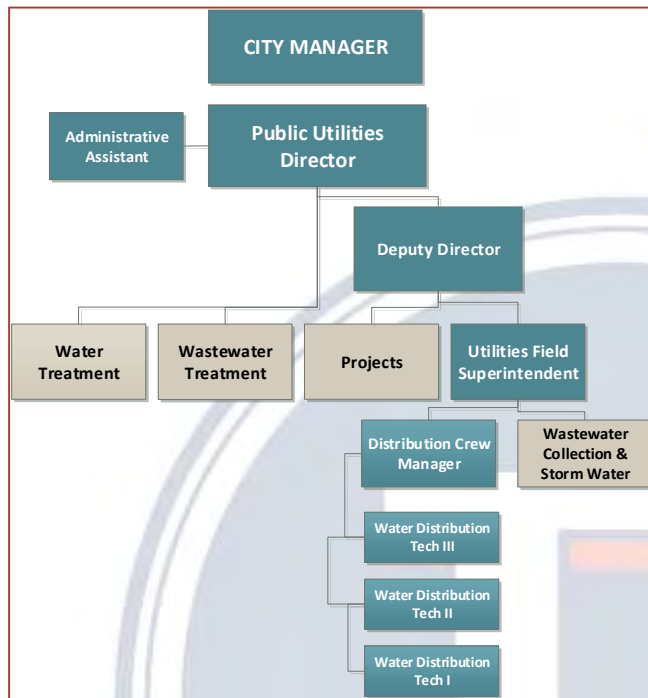 CITY MANAGER
Administrative
Assistant
Public Utilities
Director
Deputy Director
Water
Treatment
Wastewater
Treatment
Projects
Utilities Field
Superintendent
Distribution Crew
Manager
Wastewater
Collection &
Storm Water
Water Distribution
Tech III
Water Distribution
Tech II
Water Distribution
Tech I